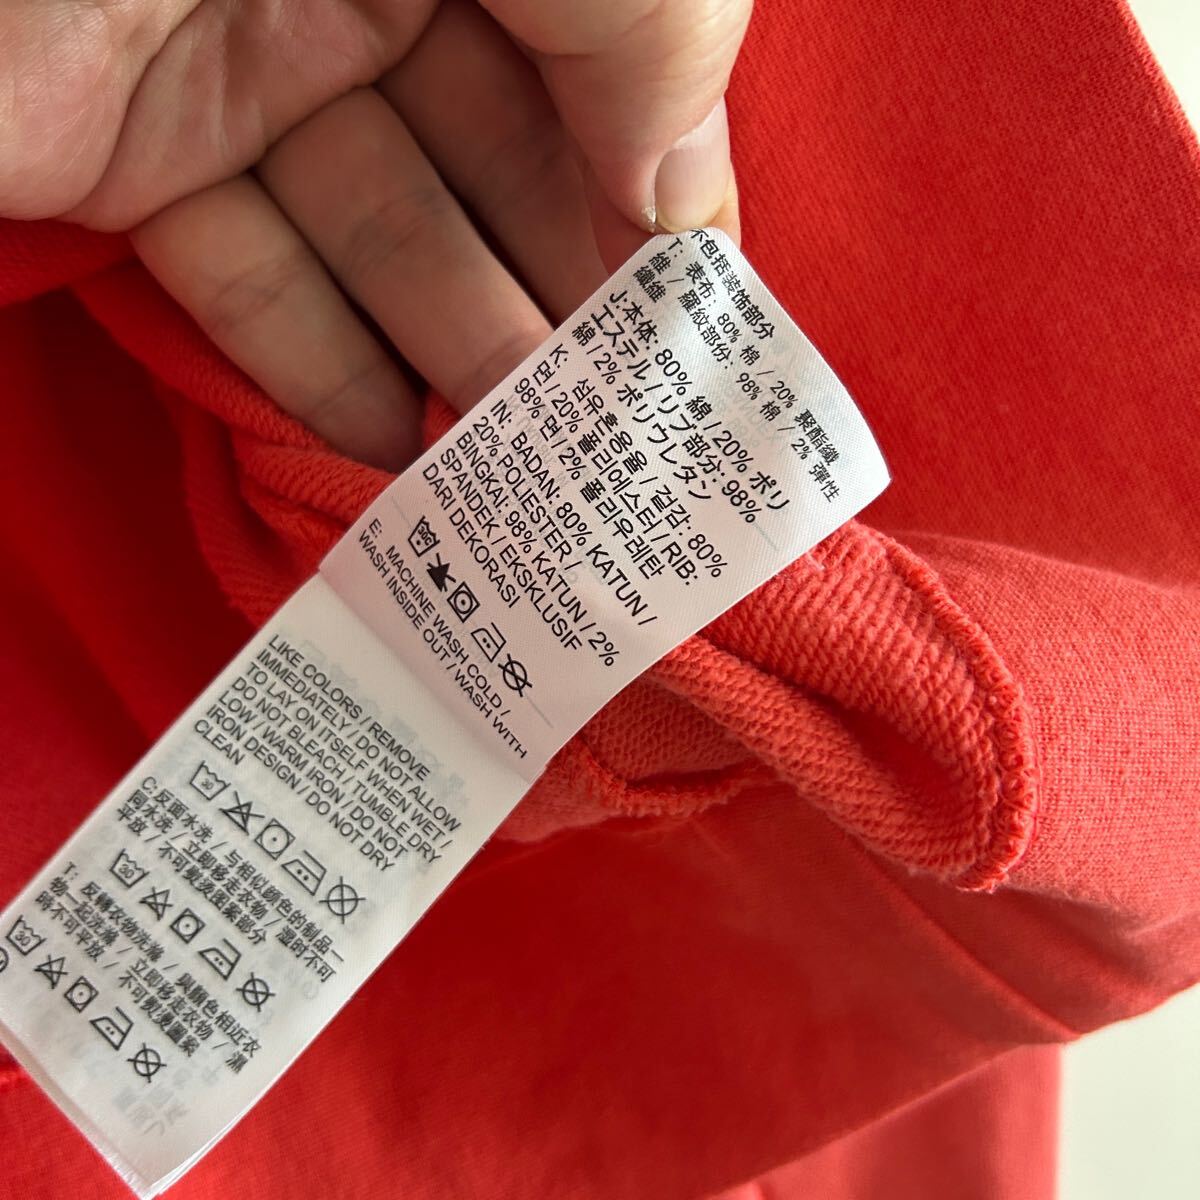 不包括装饰部分
T: 表布: 80% 棉 / 20% 聚酯纖
維 / 羅紋部份: 98% 棉 / 2% 彈性
纖維
J:本体: 80% 綿 / 20% ポリ
エステル / リブ部分: 98%
綿 / 2% ポリウレタン
K: 섬유혼용율 / 겉감: 80%
면 / 20% 폴리에스터 / RIB:
98% 면 / 2% 폴리우레탄
IN: BADAN: 80% KATUN /
20% POLIESTER /
BINGKAI: 98% KATUN / 2%
SPANDEK / EKSKLUSIF
DARI DEKORASI
30
E: MACHINE WASH COLD /
WASH INSIDE OUT / WASH WITH
LIKE COLORS / REMOVE
IMMEDIATELY / DO NOT ALLOW
TO LAY ON ITSELF WHEN WET /
DO NOT BLEACH / TUMBLE DRY
LOW / WARM IRON / DO NOT
IRON DESIGN / DO NOT DRY
CLEAN
30
C:反面水洗 / 与相似颜色的制品一
同水洗 / 立即移走衣物 / 湿时不可
平放 / 不可熨烫图案部分
30
T: 反轉衣物洗滌 / 與顏色相近衣
物一起洗滌 / 立即移走衣物 / 濕
時不可平放 / 不可熨燙圖案
30